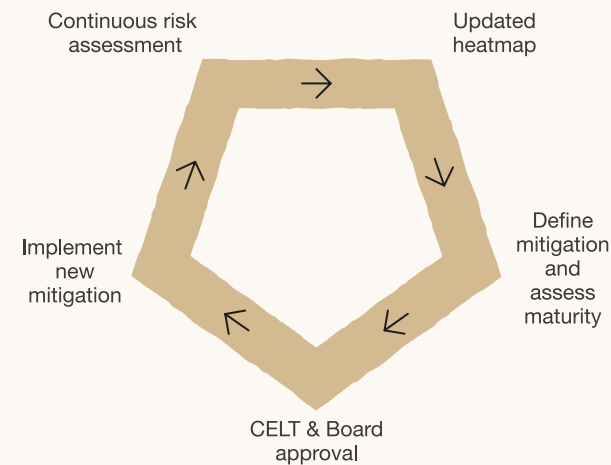 Continuous risk
assessment
Updated
heatmap
Define
mitigation
and
assess
maturity
CELT & Board
approval
Implement
new
mitigation